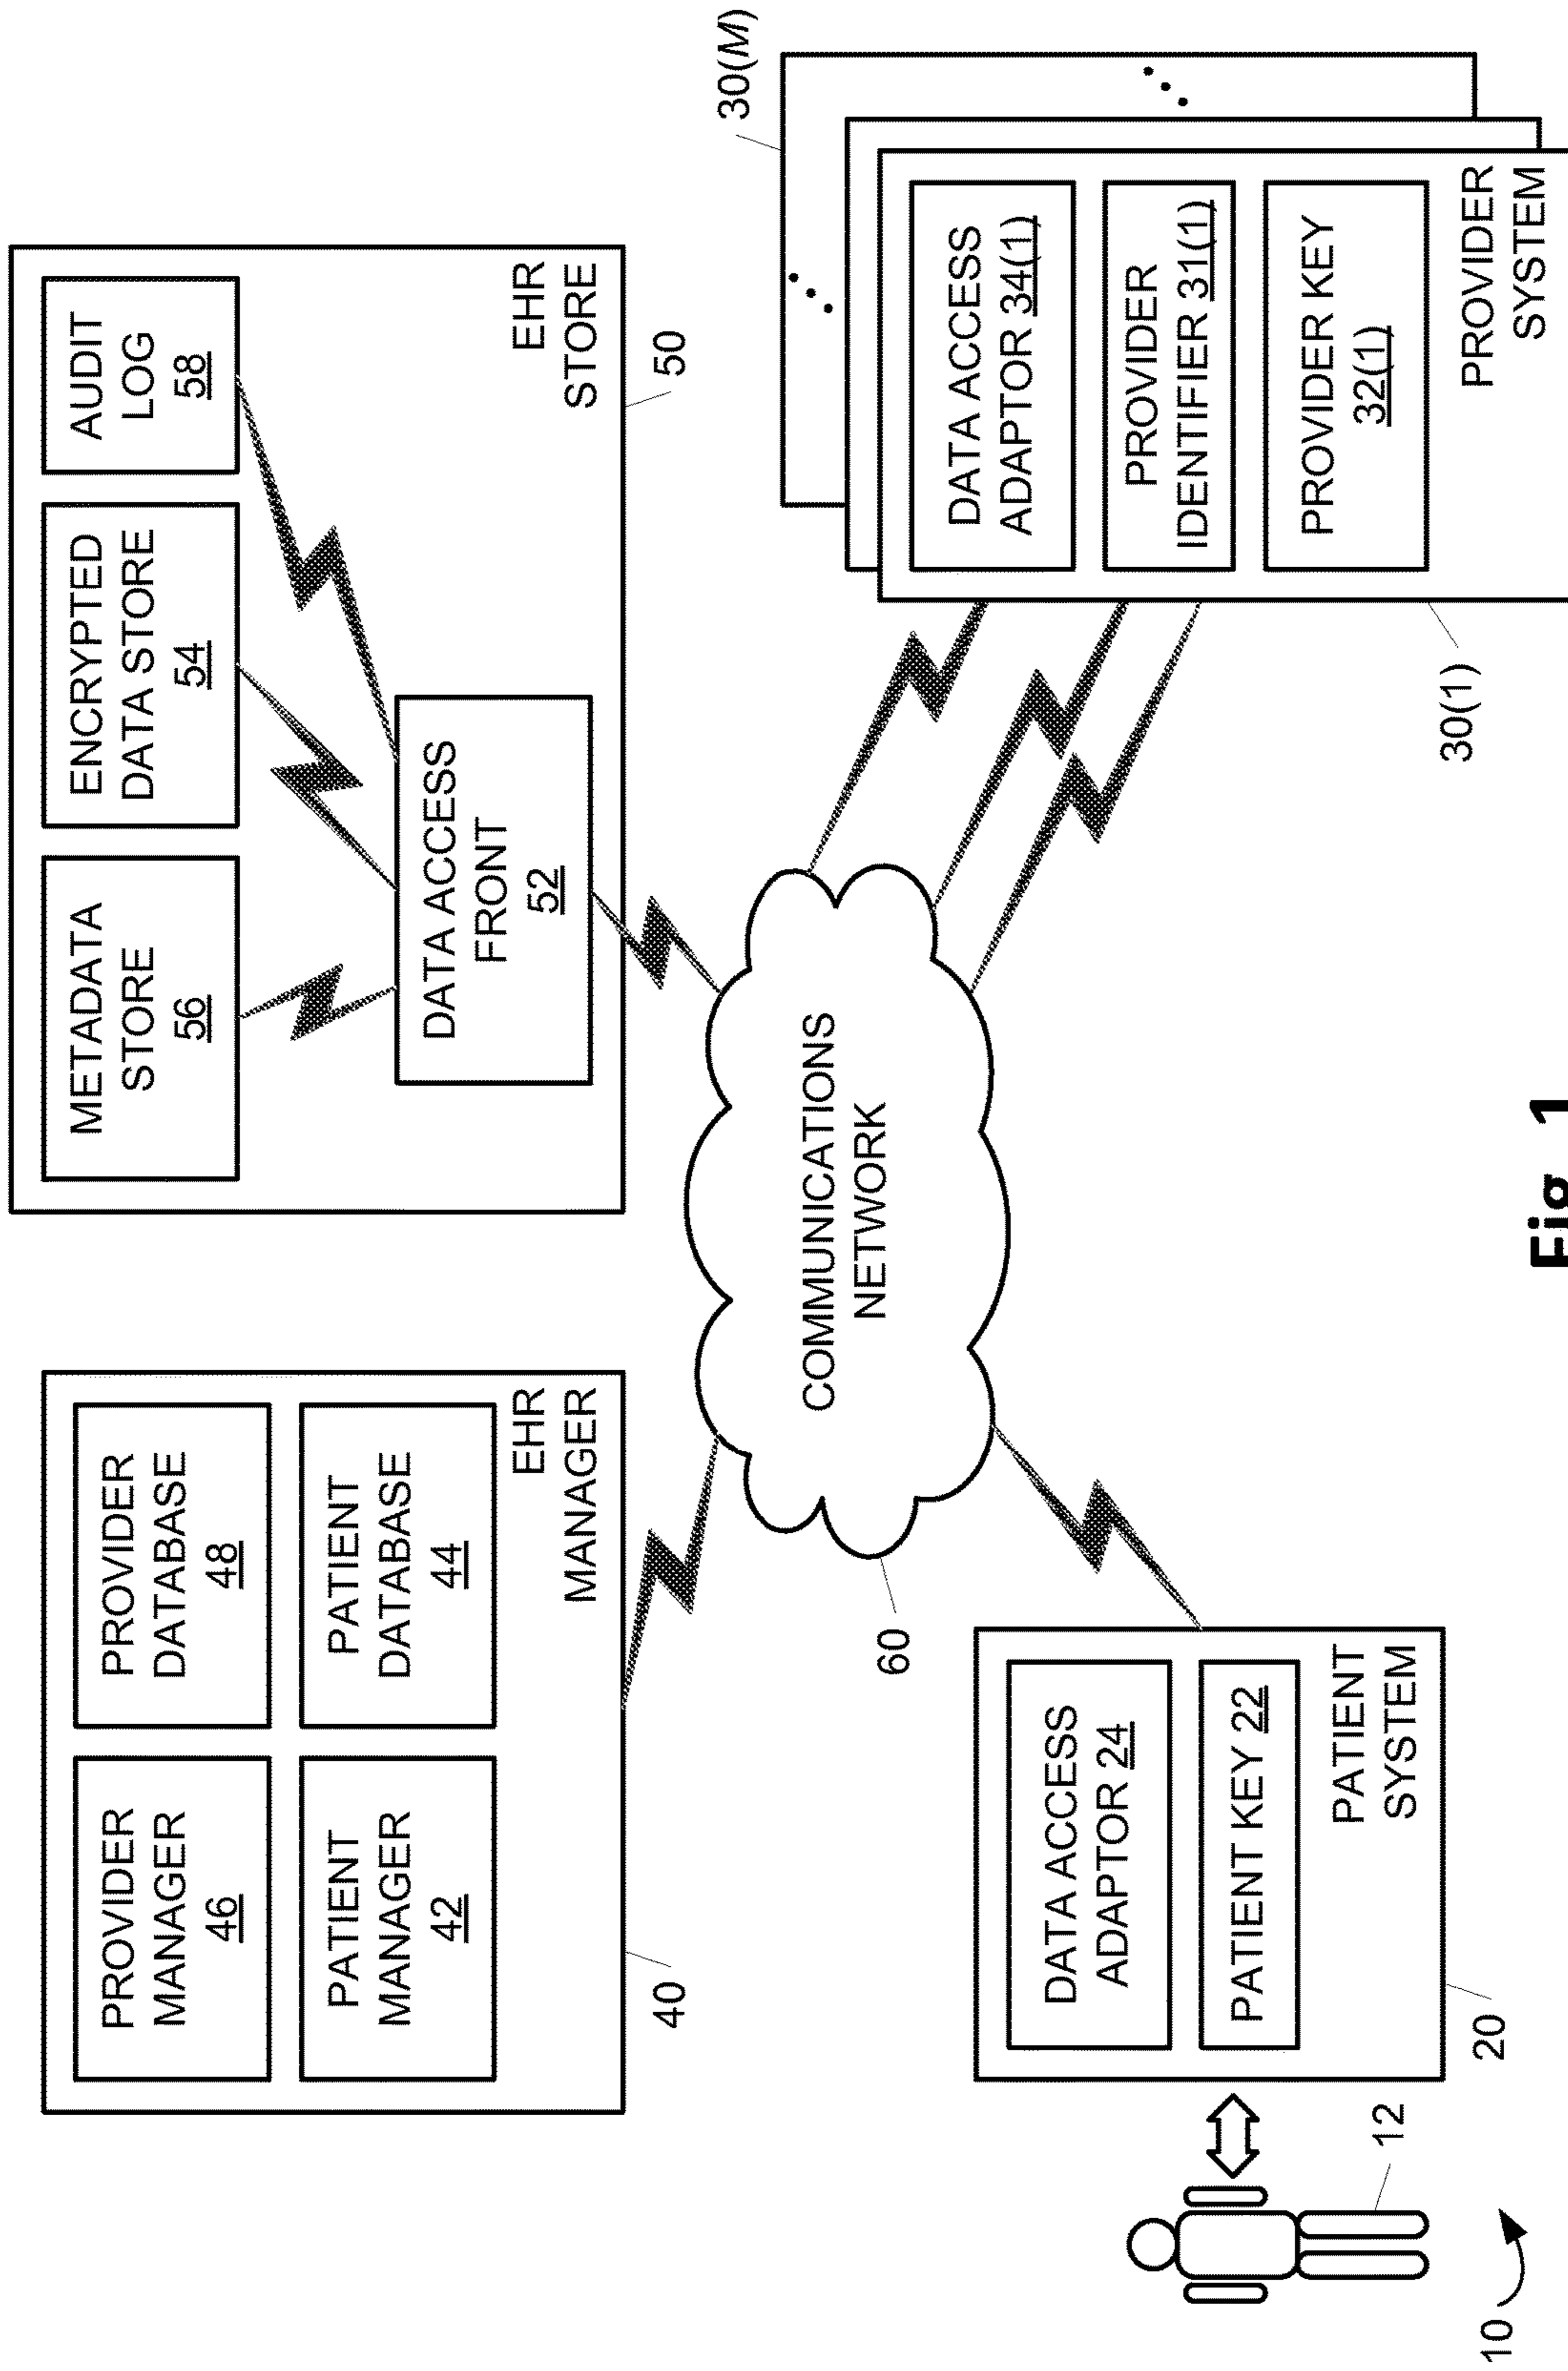 PROVIDER
MANAGER
46
PROVIDER
DATABASE
48
PATIENT
MANAGER
42
PATIENT
DATABASE
44
EHR
MANAGER
40
METADATA
STORE
56
ENCRYPTED
DATA STORE
54
AUDIT
LOG
58
DATA ACCESS
FRONT
52
EHR
STORE
50
COMMUNICATIONS
NETWORK
60
30(M)
DATA ACCESS
ADAPTOR 34(1)
PROVIDER
IDENTIFIER 31(1)
PROVIDER KEY
32(1)
PROVIDER
SYSTEM
30(1)
DATA ACCESS
ADAPTOR 24
PATIENT KEY 22
PATIENT
SYSTEM
20
12
10
Fig. 1